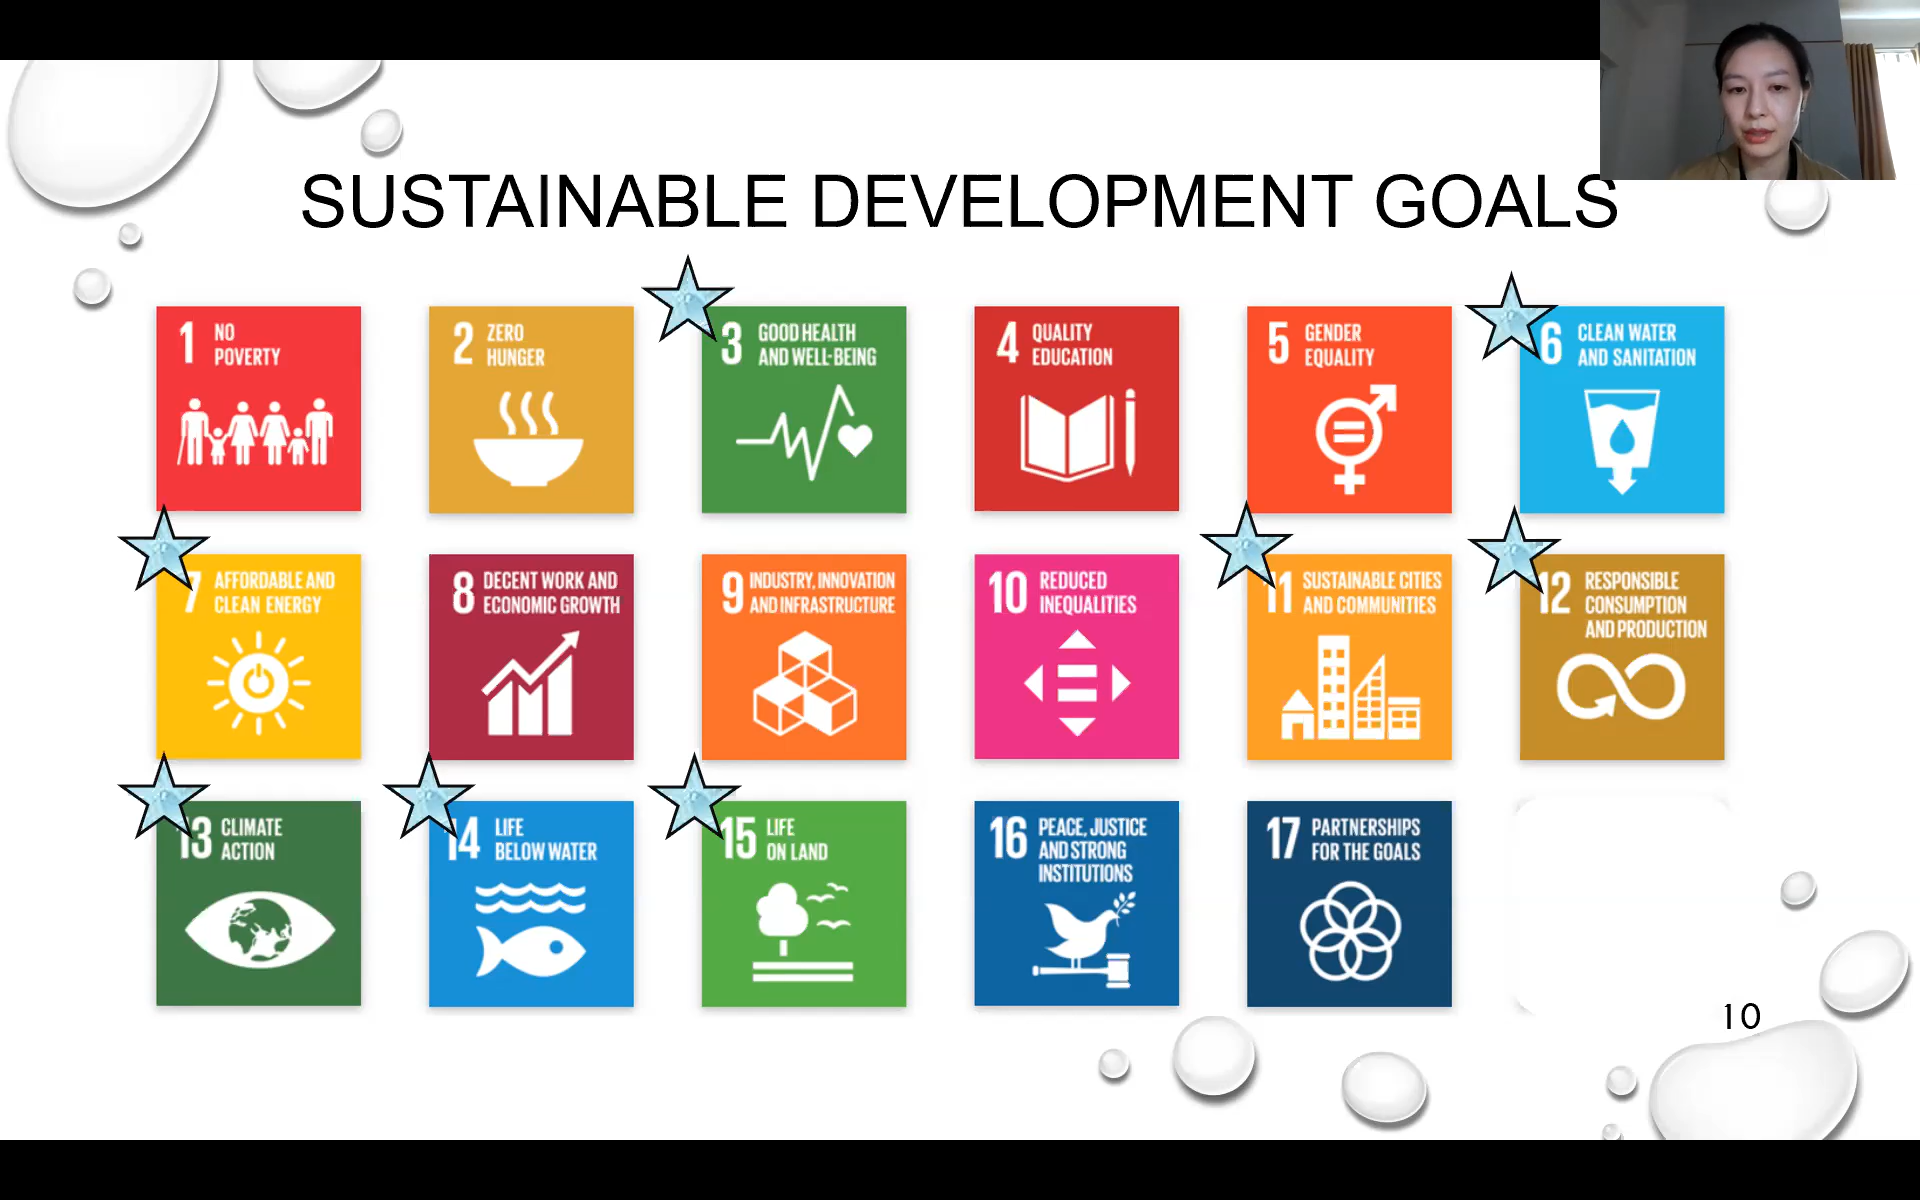 SUSTAINABLE DEVELOPMENT GOALS
1 NO
POVERTY
2 ZERO
HUNGER
3 GOOD HEALTH
AND WELL-BEING
4 QUALITY
EDUCATION
5 GENDER
EQUALITY
6 CLEAN WATER
AND SANITATION
7 AFFORDABLE AND
CLEAN ENERGY
8 DECENT WORK AND
ECONOMIC GROWTH
9 INDUSTRY, INNOVATION
AND INFRASTRUCTURE
10 REDUCED
INEQUALITIES
11 SUSTAINABLE CITIES
AND COMMUNITIES
12 RESPONSIBLE
CONSUMPTION
AND PRODUCTION
13 CLIMATE
ACTION
14 LIFE
BELOW WATER
15 LIFE
ON LAND
16 PEACE, JUSTICE
AND STRONG
INSTITUTIONS
17 PARTNERSHIPS
FOR THE GOALS
10